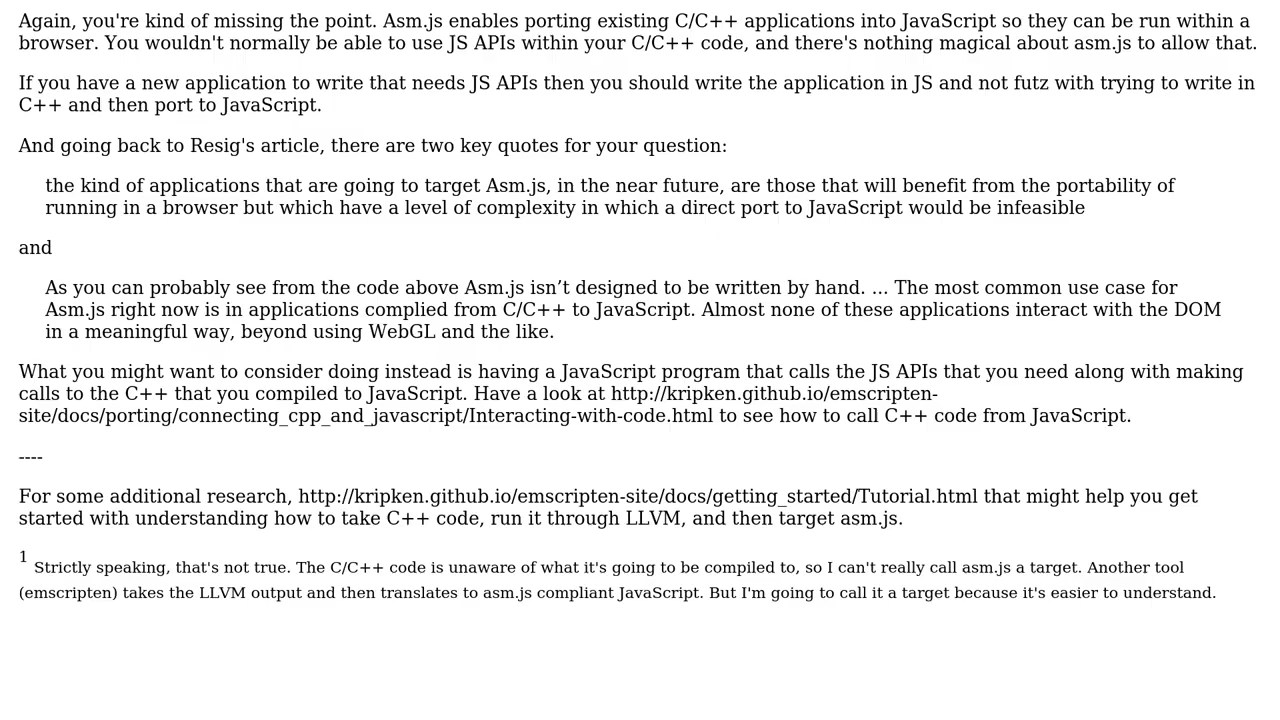 Again, you're kind of missing the point. Asm.js enables porting existing C/C++ applications into JavaScript so they can be run within a
browser. You wouldn't normally be able to use JS APIs within your C/C++ code, and there's nothing magical about asm.js to allow that.
If you have a new application to write that needs JS APIs then you should write the application in JS and not futz with trying to write in
C++ and then port to JavaScript.
And going back to Resig's article, there are two key quotes for your question:
the kind of applications that are going to target Asm.js, in the near future, are those that will benefit from the portability of
running in a browser but which have a level of complexity in which a direct port to JavaScript would be infeasible
and
As you can probably see from the code above Asm.js isn’t designed to be written by hand. ... The most common use case for
Asm.js right now is in applications complied from C/C++ to JavaScript. Almost none of these applications interact with the DOM
in a meaningful way, beyond using WebGL and the like.
What you might want to consider doing instead is having a JavaScript program that calls the JS APIs that you need along with making
calls to the C++ that you compiled to JavaScript. Have a look at http://kripken.github.io/emscripten-
site/docs/porting/connecting_cpp_and_javascript/Interacting-with-code.html to see how to call C++ code from JavaScript.
----
For some additional research, http://kripken.github.io/emscripten-site/docs/getting_started/Tutorial.html that might help you get
started with understanding how to take C++ code, run it through LLVM, and then target asm.js.
1 Strictly speaking, that's not true. The C/C++ code is unaware of what it's going to be compiled to, so I can't really call asm.js a target. Another tool
(emscripten) takes the LLVM output and then translates to asm.js compliant JavaScript. But I'm going to call it a target because it's easier to understand.